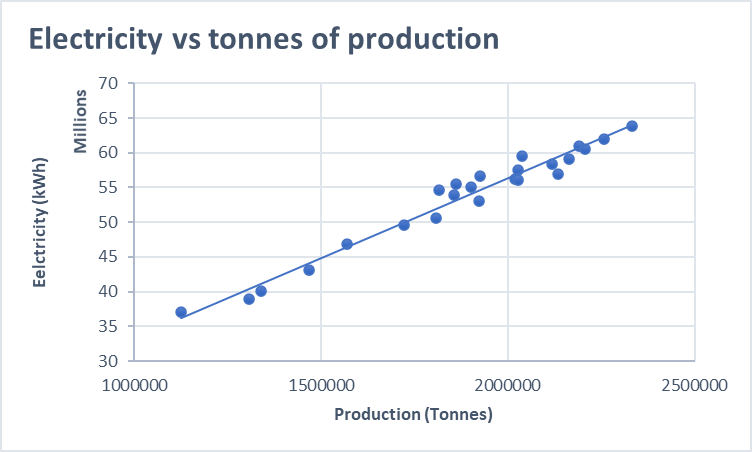 Electricity vs tonnes of production
Millions
Eelctricity (kWh)
70
65
60
55
50
45
40
35
30
1000000 1500000 2000000 2500000
Production (Tonnes)